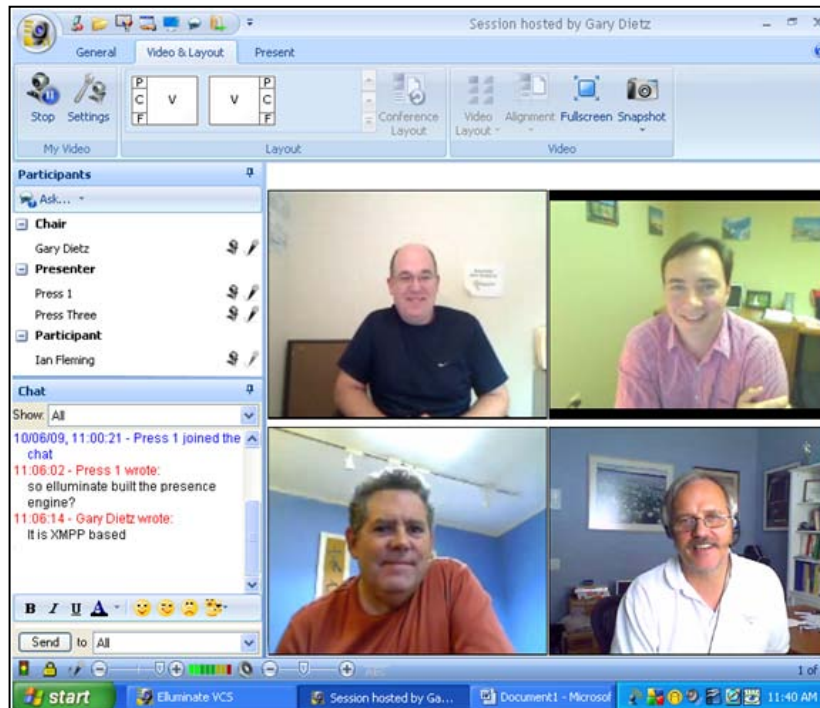 Session hosted by Gary Dietz
General Video & Layout Present
P C F V V P C F
Stop Settings Conference Layout Video Layout Alignment Fullscreen Snapshot
My Video Layout Video
Participants
Ask...
Chair
Gary Dietz
Presenter
Press 1
Press Three
Participant
Ian Fleming
Chat
Show: All
10/06/09, 11:00:21 - Press 1 joined the
chat
11:06:02 - Press 1 wrote:
so elluminate built the presence
engine?
11:06:14 - Gary Dietz wrote:
It is XMPP based
B I U A
Send to All
1 of
start Elluminate VCS Session hosted by Ga... Document1 - Microsof 11:40 AM